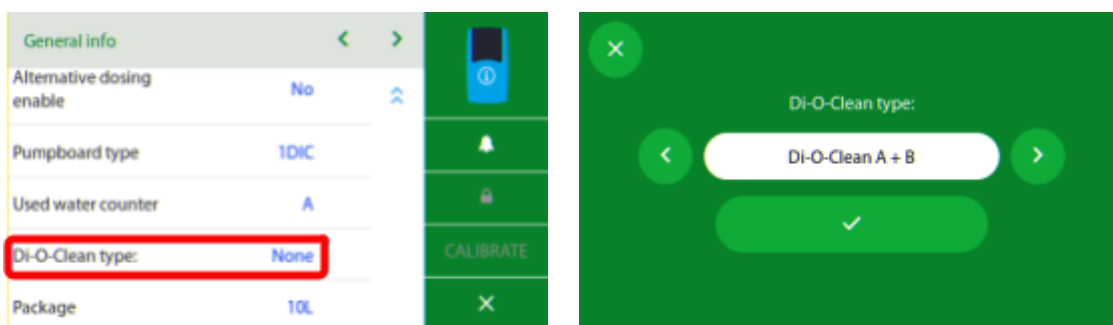 General info
Alternative dosing
enable
No
Pumpboard type
1DIC
Used water counter
A
Di-O-Clean type:
None
Package
10L
CALIBRATE
Di-O-Clean type:
Di-O-Clean A + B